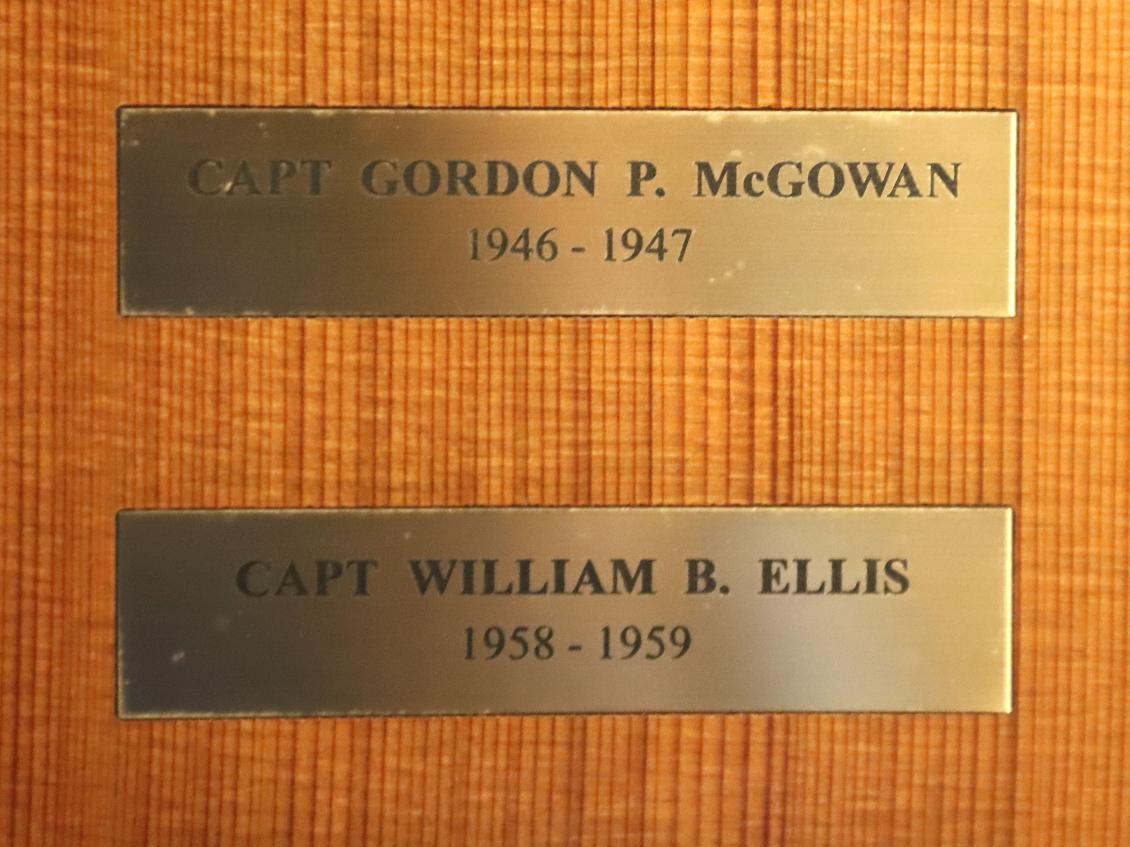 CAPT GORDON P. McGOWAN
1946 - 1947
CAPT WILLIAM B. ELLIS
1958 - 1959